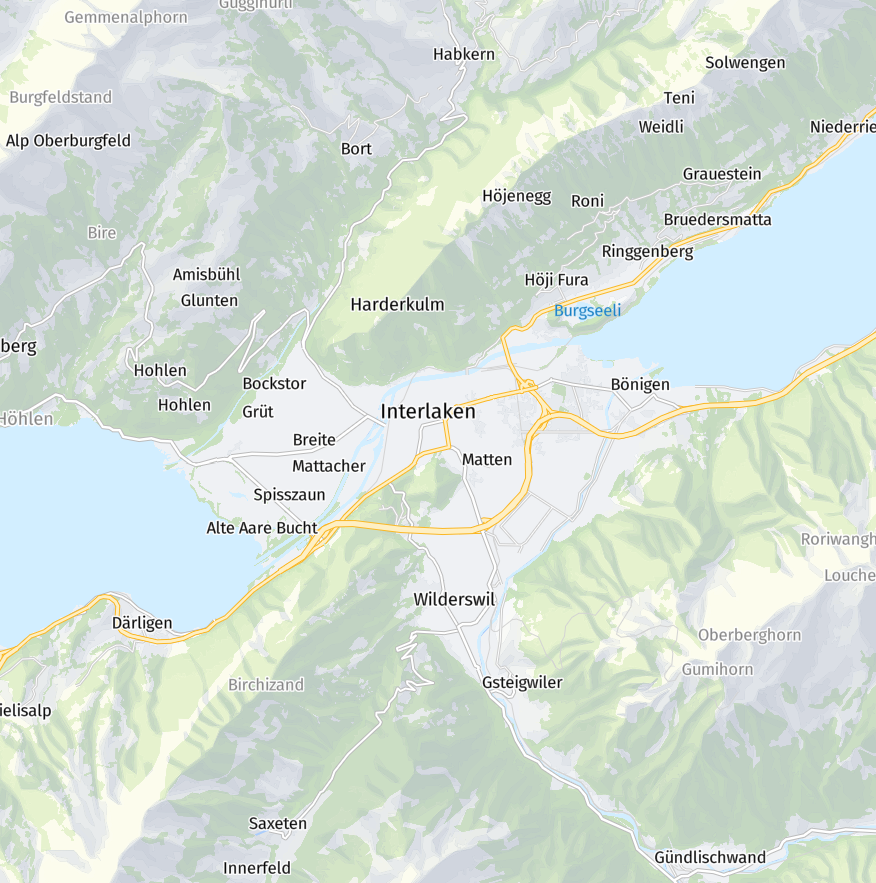 Gugginürli
Gemmenalphorn
Habkern
Solwengen
Burgfeldstand
Teni
Weidli
Niederrie
Alp Oberburgfeld
Bort
Grauestein
Höjenegg
Roni
Bruedersmatta
Bire
Ringgenberg
Amisbühl
Höji Fura
Glunten
Harderkulm
Burgseeli
berg
Hohlen
Bockstor
Bönigen
Hohlen
Grüt
Interlaken
Höhlen
Breite
Mattacher
Matten
Spisszaun
Alte Aare Bucht
Roriwangh
Louche
Wilderswil
Därligen
Oberberghorn
Gumihorn
Birchizand
Gsteigwiler
ielisalp
Saxeten
Gündlischwand
Innerfeld